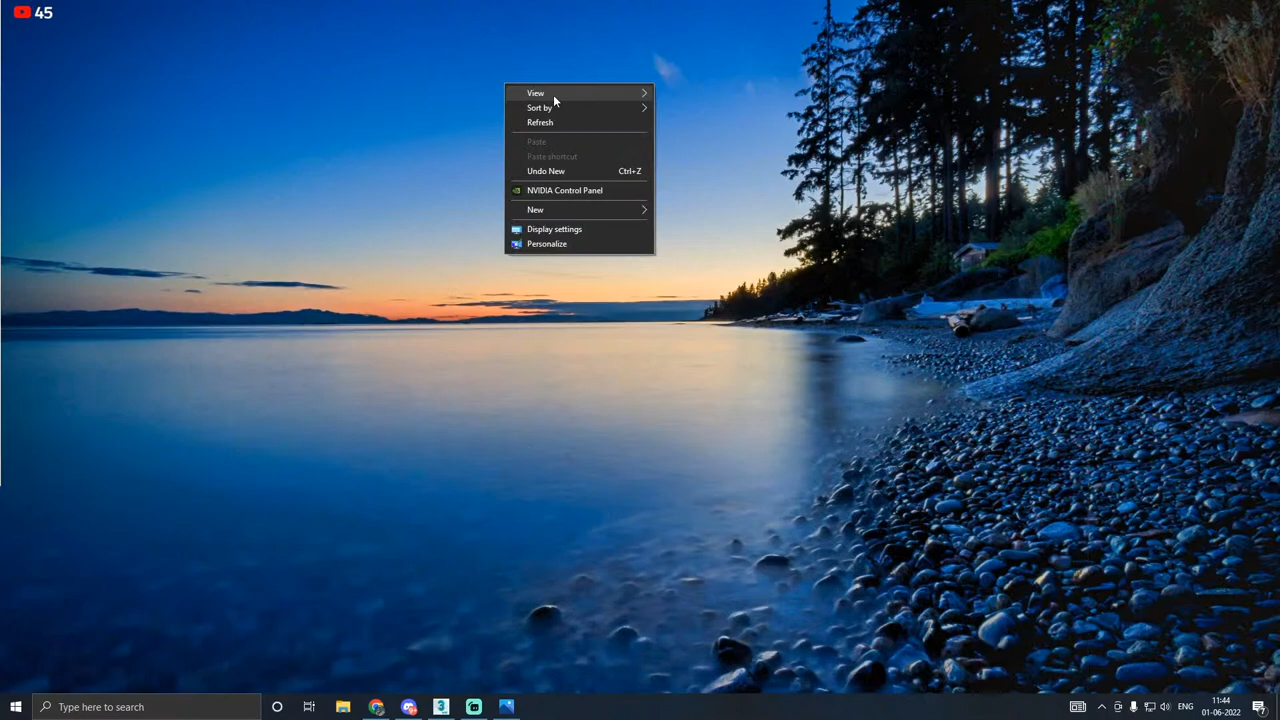 45
View
Sort by
Refresh
Paste
Paste shortcut
Undo New Ctrl+Z
NVIDIA Control Panel
New
Display settings
Personalize
Type here to search
ENG
11:44
01-06-2022
7